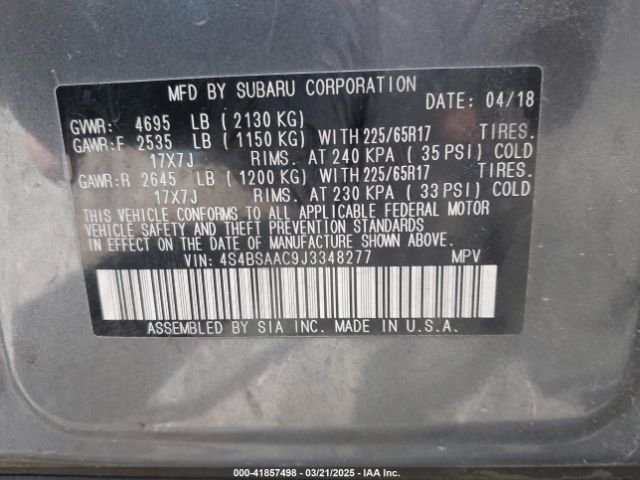 MFD BY SUBARU CORPORATION
DATE: 04/18
GVWR: 4695 LB ( 2130 KG)
GAWR:F 2535 LB ( 1150 KG) WITH 225/65R17 TIRES.
17X7J RIMS. AT 240 KPA ( 35 PSI) COLD
GAWR:R 2645 LB ( 1200 KG) WITH 225/65R17 TIRES.
17X7J RIMS. AT 230 KPA ( 33 PSI) COLD
THIS VEHICLE CONFORMS TO ALL APPLICABLE FEDERAL MOTOR
VEHICLE SAFETY AND THEFT PREVENTION STANDARDS
IN EFFECT ON THE DATE OF MANUFACTURE SHOWN ABOVE.
VIN: 4S4BSAAC9J3348277 MPV
ASSEMBLED BY SIA INC. MADE IN U.S.A.
000-41857498 - 03/21/2025 - IAA Inc.